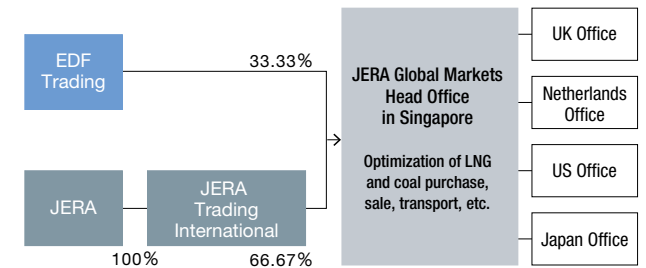 EDF
Trading
33.33%
JERA
100%
JERA
Trading
International
66.67%
JERA Global Markets
Head Office
in Singapore
Optimization of LNG
and coal purchase,
sale, transport, etc.
UK Office
Netherlands
Office
US Office
Japan Office